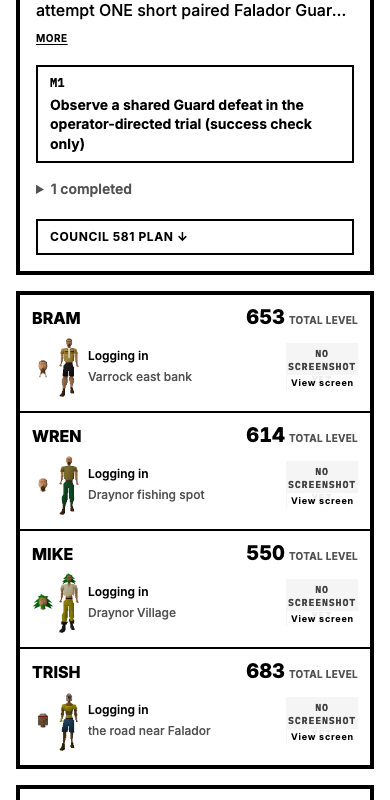 attempt ONE short paired Falador Guar...
MORE
M1
Observe a shared Guard defeat in the
operator-directed trial (success check
only)
▶ 1 completed
COUNCIL 581 PLAN ↓
BRAM
653 TOTAL LEVEL
Logging in
Varrock east bank
NO
SCREENSHOT
View screen
WREN
614 TOTAL LEVEL
Logging in
Draynor fishing spot
NO
SCREENSHOT
View screen
MIKE
550 TOTAL LEVEL
Logging in
Draynor Village
NO
SCREENSHOT
View screen
TRISH
683 TOTAL LEVEL
Logging in
the road near Falador
NO
SCREENSHOT
View screen